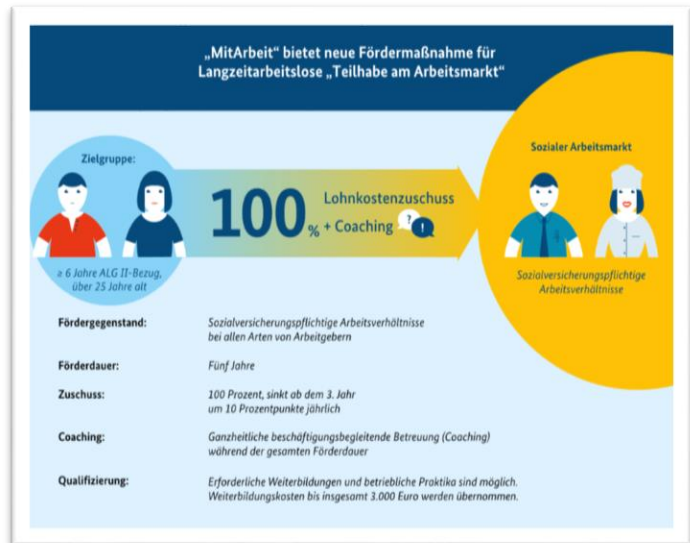 „MitArbeit“ bietet neue Fördermaßnahme für
Langzeitarbeitslose „Teilhabe am Arbeitsmarkt“
Zielgruppe:
≥ 6 Jahre ALG II-Bezug,
über 25 Jahre alt
100 % Lohnkostenzuschuss
+ Coaching ? !
Sozialer Arbeitsmarkt
Sozialversicherungspflichtige
Arbeitsverhältnisse
Fördergegenstand: Sozialversicherungspflichtige Arbeitsverhältnisse
bei allen Arten von Arbeitgebern
Förderdauer: Fünf Jahre
Zuschuss: 100 Prozent, sinkt ab dem 3. Jahr
um 10 Prozentpunkte jährlich
Coaching: Ganzheitliche beschäftigungsbegleitende Betreuung (Coaching)
während der gesamten Förderdauer
Qualifizierung: Erforderliche Weiterbildungen und betriebliche Praktika sind möglich.
Weiterbildungskosten bis insgesamt 3.000 Euro werden übernommen.